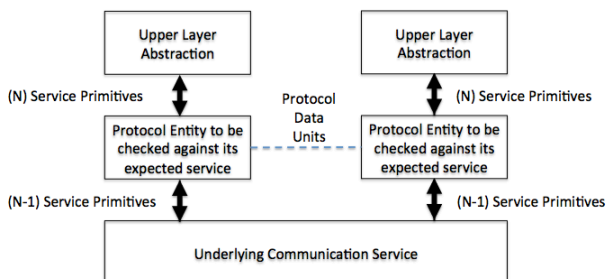 Upper Layer
Abstraction
Upper Layer
Abstraction
(N) Service Primitives
(N) Service Primitives
Protocol
Data
Units
Protocol Entity to be
checked against its
expected service
Protocol Entity to be
checked against its
expected service
(N-1) Service Primitives
(N-1) Service Primitives
Underlying Communication Service